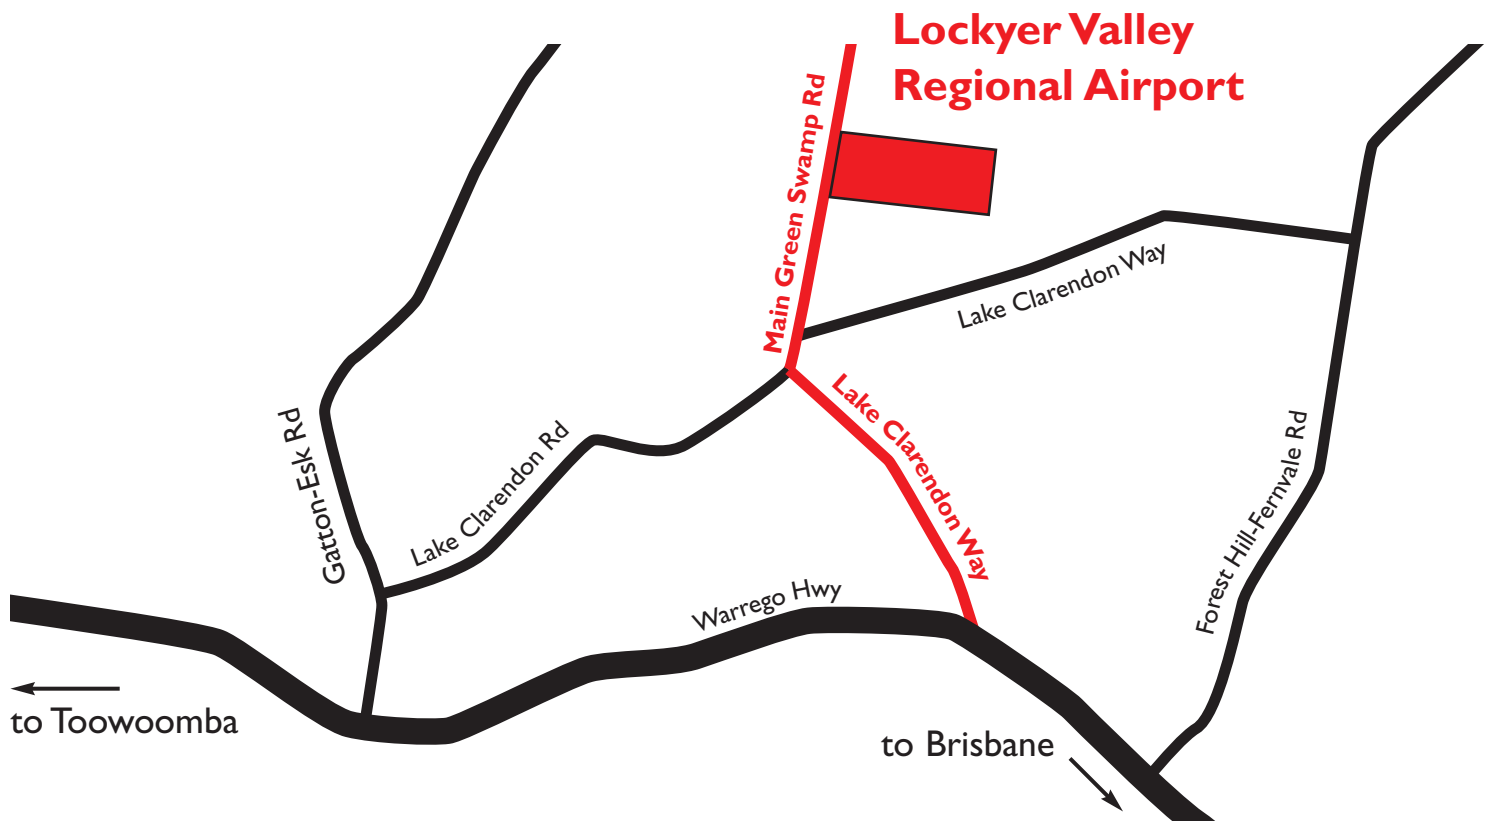 Lockyer Valley
Regional Airport
Main Green Swamp Rd
Lake Clarendon Way
Lake Clarendon Way
Gatton-Esk Rd
Lake Clarendon Rd
Forest Hill-Fernvale Rd
Warrego Hwy
to Toowoomba
to Brisbane